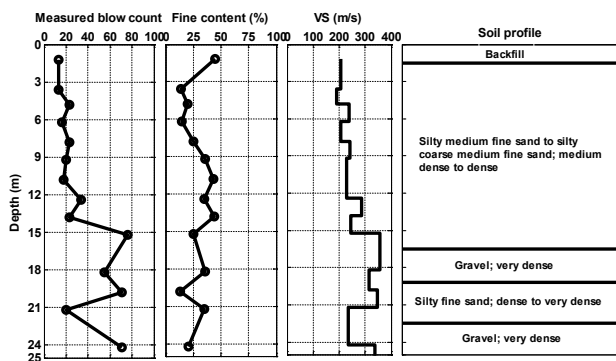 Measured blow count Fine content (%) VS (m/s)
0 20 40 60 80 100 0 25 50 75 100 0 100 200 300 400
Soil profile
0
3
6
9
12
15
18
21
24
25
Depth (m)
Backfill
Silty medium fine sand to silty
coarse medium fine sand; medium
dense to dense
Gravel; very dense
Silty fine sand; dense to very dense
Gravel; very dense